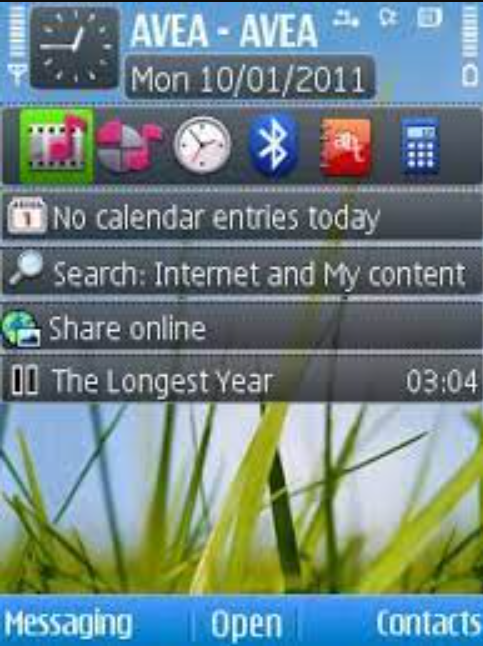 AVEA - AVEA
Mon 10/01/2011
1
No calendar entries today
Search: Internet and My content
Share online
The Longest Year 03:04
Messaging Open Contacts